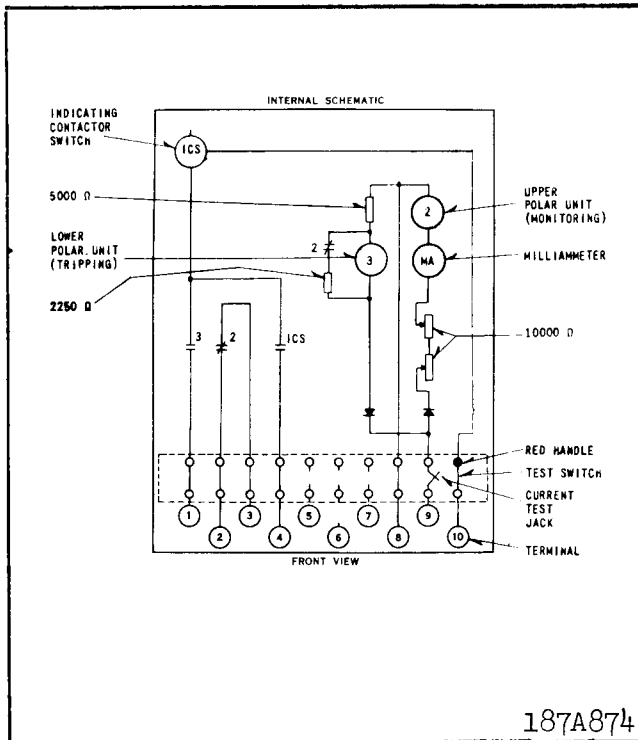 INTERNAL SCHEMATIC
INDICATING
CONTACTOR
SWITCH
ICS
5000 Ω
UPPER
POLAR UNIT
(MONITORING)
2
LOWER
POLAR. UNIT
(TRIPPING)
2
3
MA
MILLIAMMETER
2250 Ω
3
2
ICS
10000 Ω
RED HANDLE
TEST SWITCH
CURRENT
TEST
JACK
1
3
5
7
9
2
4
6
8
10
TERMINAL
FRONT VIEW
187A874